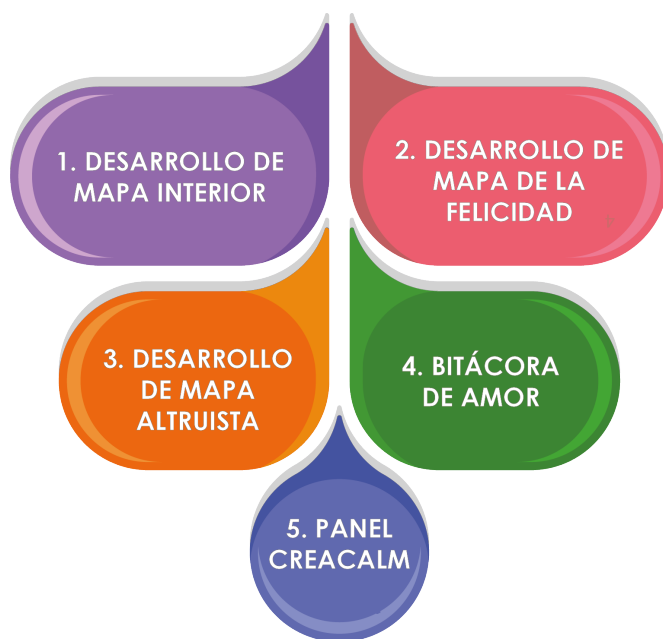 1. DESARROLLO DE
MAPA INTERIOR
2. DESARROLLO DE
MAPA DE LA
FELICIDAD
3. DESARROLLO
DE MAPA
ALTRUISTA
4. BITÁCORA
DE AMOR
5. PANEL
CREACALM